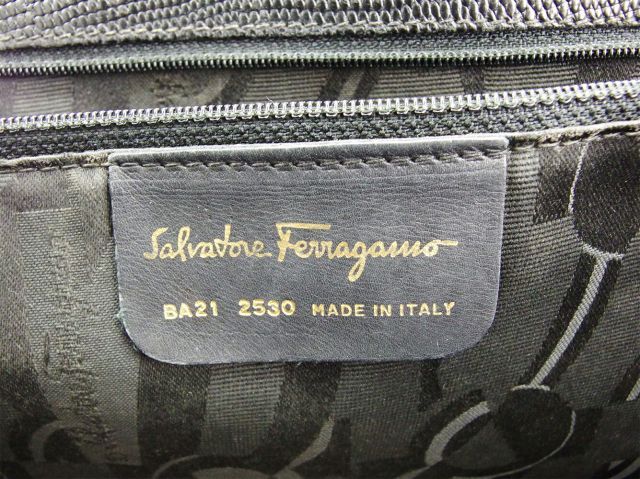 Salvatore Ferragamo
BA21 2530 MADE IN ITALY